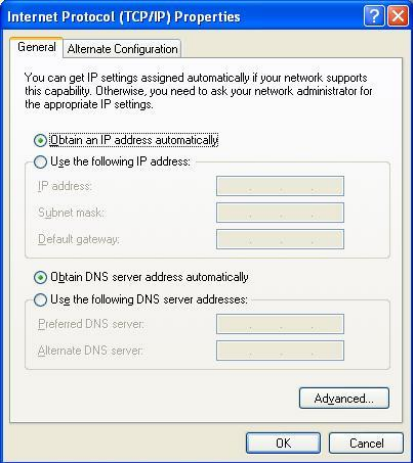 Internet Protocol (TCP/IP) Properties
General Alternate Configuration
You can get IP settings assigned automatically if your network supports
this capability. Otherwise, you need to ask your network administrator for
the appropriate IP settings.
Obtain an IP address automatically
Use the following IP address:
IP address:
Subnet mask:
Default gateway:
Obtain DNS server address automatically
Use the following DNS server addresses:
Preferred DNS server:
Alternate DNS server:
Advanced...
OK Cancel